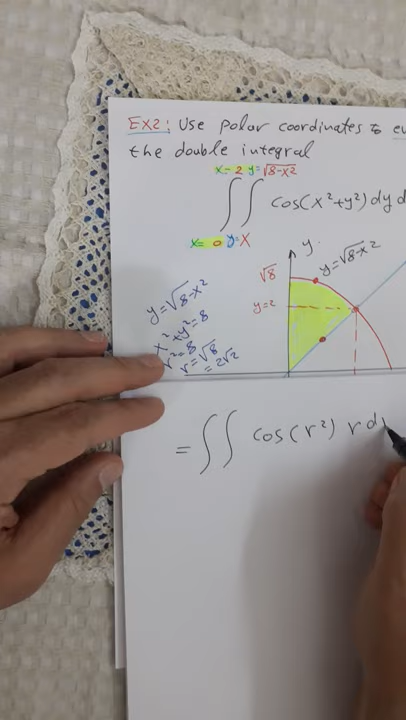 EX2: Use polar coordinates to
the double integral
x=2 y=√8-x²
∫∫ cos(x²+y²) dy d
x=0 y=x
y
y=√8-x²
√8
y=2
y=√8-x²
x²+y²=8
r²=8
r=√8
=2√2
=∫∫ cos(r²) r d